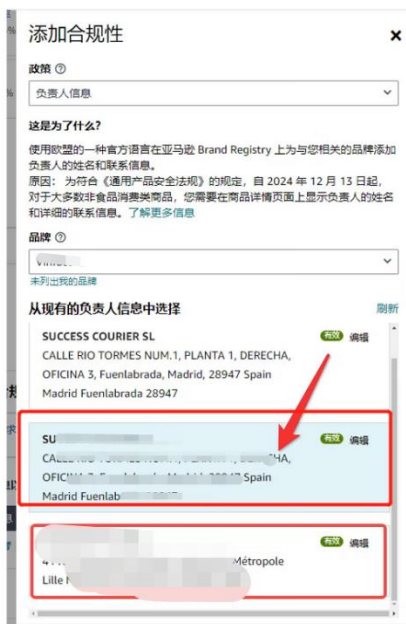 添加合规性
×
政策
负责人信息
这是为了什么?
使用欧盟的一种官方语言在亚马逊 Brand Registry 上为与您相关的品牌添加
负责人的姓名和联系信息。
原因: 为符合《通用产品安全法规》的规定,自 2024 年 12 月 13 日起,
对于大多数非食品消费类商品,您需要在商品详情页面上显示负责人的姓名
和详细的联系信息。了解更多信息
品牌
未列出我的品牌
从现有的负责人信息中选择 刷新
SUCCESS COURIER SL 有效 编辑
CALLE RIO TORMES NUM.1, PLANTA 1, DERECHA,
OFICINA 3, Fuenlabrada, Madrid, 28947 Spain
Madrid Fuenlabrada 28947
SU 有效 编辑
HA,
OFIC Spain
Madrid Fuenlab
有效 编辑
Métropole
Lille